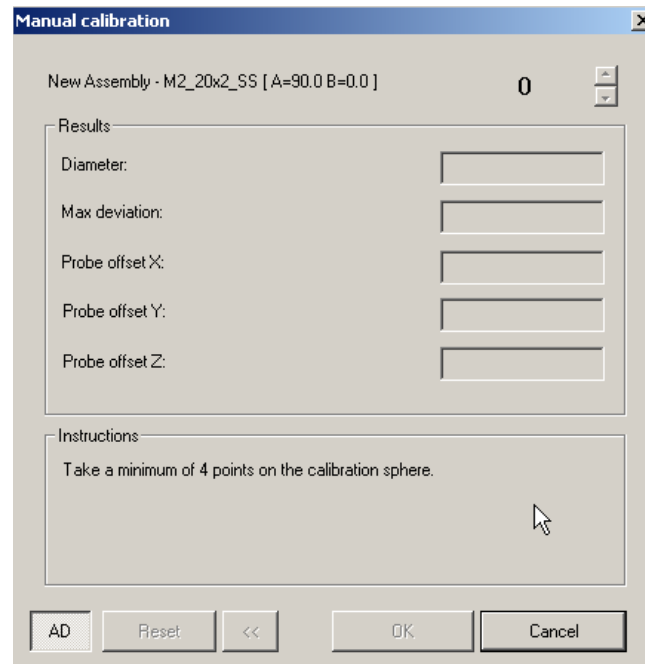 Manual calibration
New Assembly - M2_20x2_SS [ A=90.0 B=0.0 ]
0
Results
Diameter:
Max deviation:
Probe offset X:
Probe offset Y:
Probe offset Z:
Instructions
Take a minimum of 4 points on the calibration sphere.
AD Reset << OK Cancel